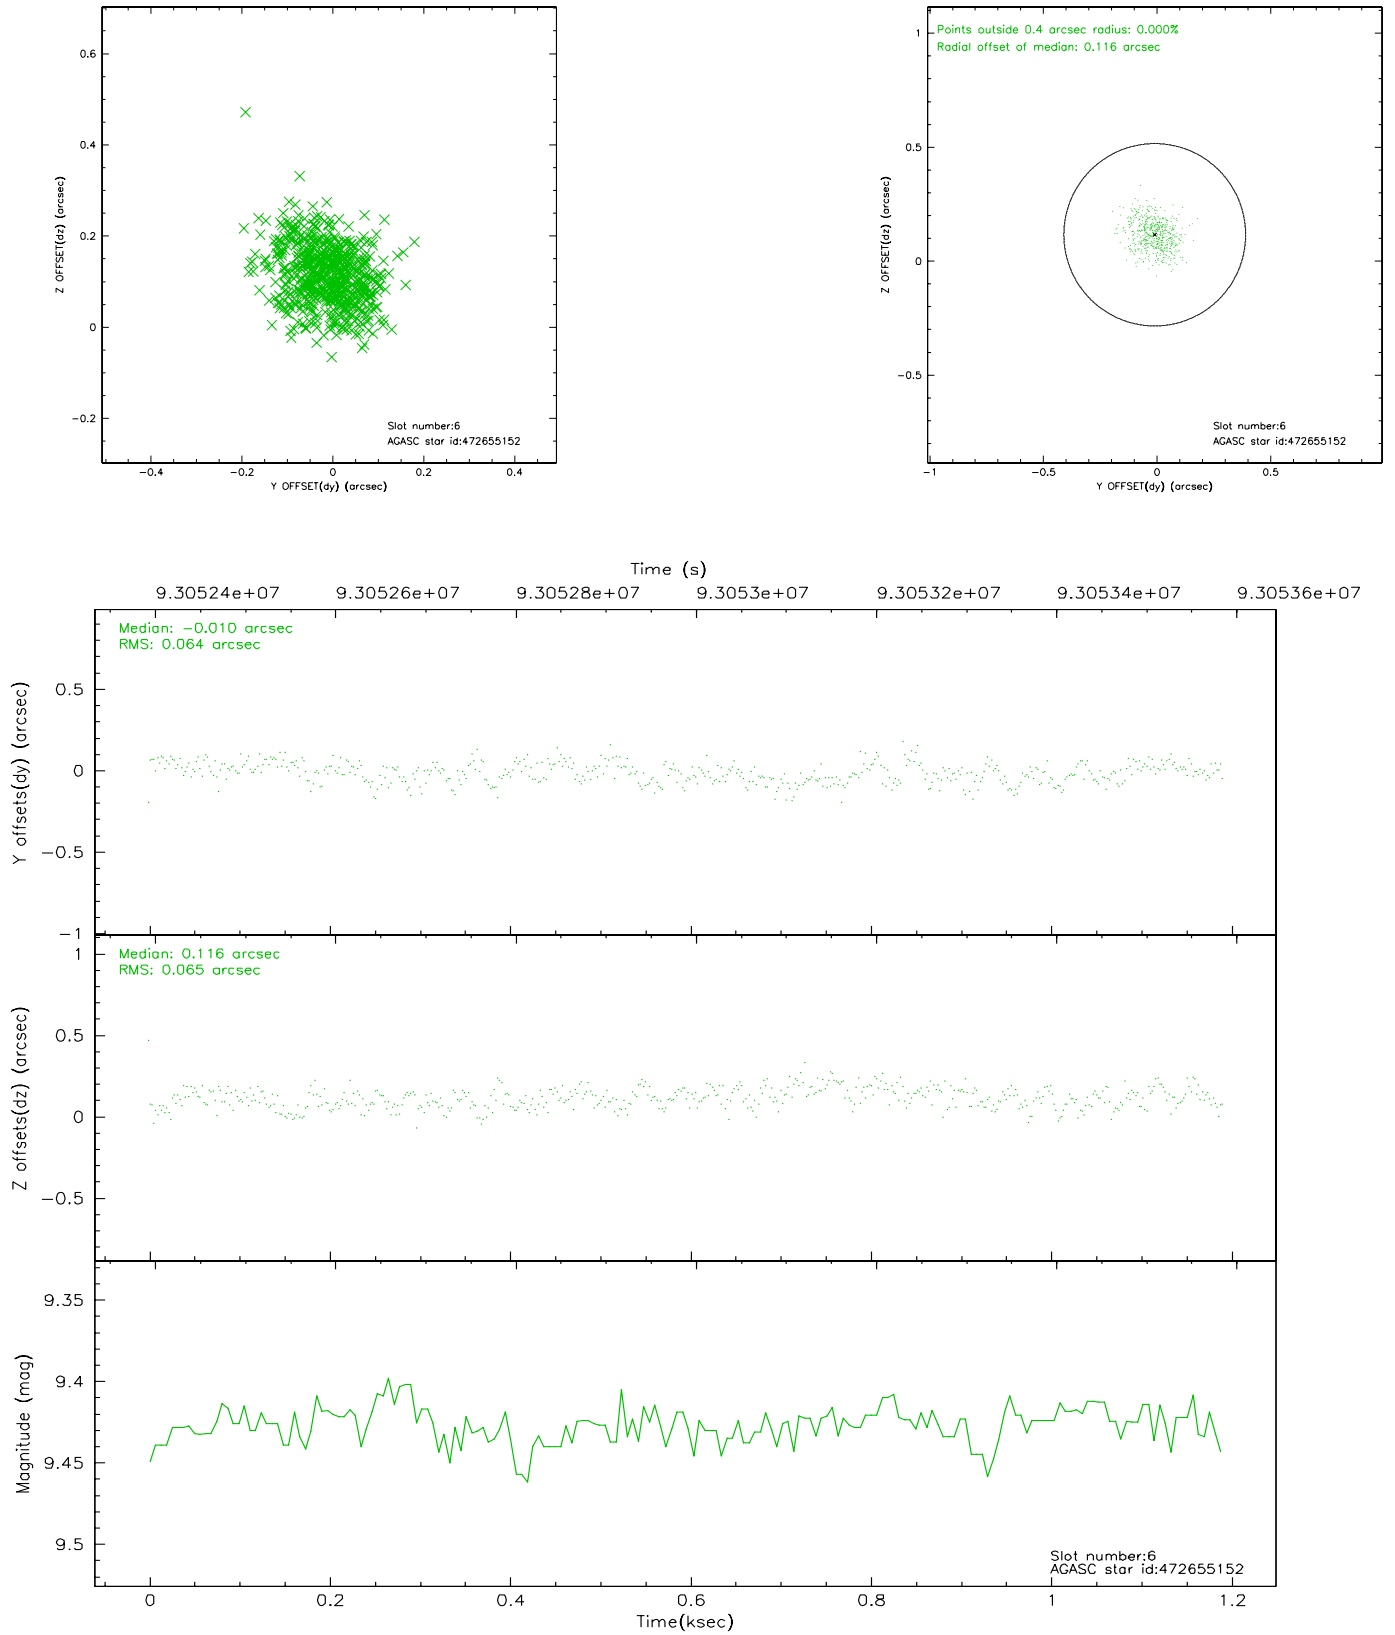 0.6
0.4
0.2
0
−0.2
Z OFFSET(dz) (arcsec)
Slot number:6
AGASC star id:472655152
−0.4 −0.2 0 0.2 0.4
Y OFFSET(dy) (arcsec)
Points outside 0.4 arcsec radius: 0.000%
Radial offset of median: 0.116 arcsec
1
0.5
0
−0.5
Z OFFSET(dz) (arcsec)
Slot number:6
AGASC star id:472655152
−1 −0.5 0 0.5
Y OFFSET(dy) (arcsec)
Time (s)
9.30524e+07 9.30526e+07 9.30528e+07 9.3053e+07 9.30532e+07 9.30534e+07 9.30536e+07
Median: −0.010 arcsec
RMS: 0.064 arcsec
0.5
0
−0.5
−1
Y offsets(dy) (arcsec)
Median: 0.116 arcsec
RMS: 0.065 arcsec
1
0.5
0
−0.5
Z offsets(dz) (arcsec)
9.35
9.4
9.45
9.5
Magnitude (mag)
Slot number:6
AGASC star id:472655152
0 0.2 0.4 0.6 0.8 1 1.2
Time(ksec)